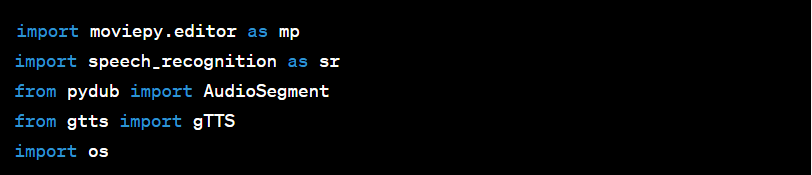 import moviepy.editor as mp
import speech_recognition as sr
from pydub import AudioSegment
from gtts import gTTS
import os